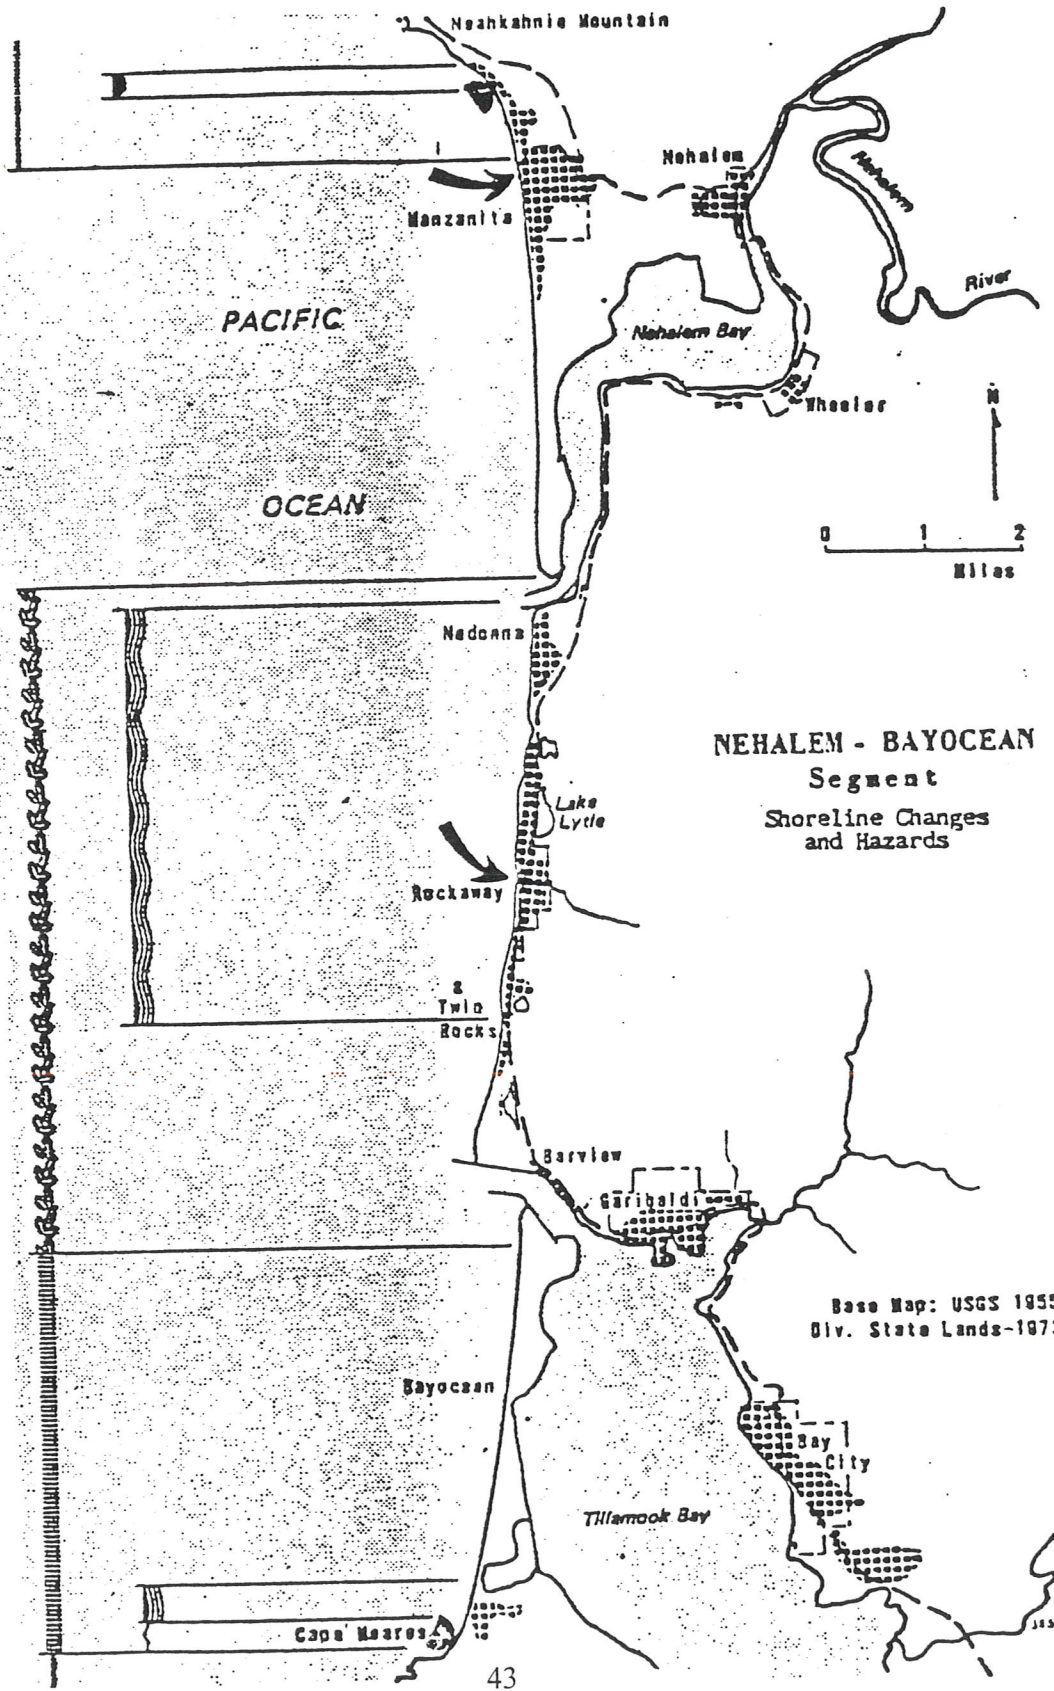 Neahkahnie Mountain
Nehalem
Nehalem
Manzanita
River
PACIFIC
Nehalem Bay
Wheeler
N
OCEAN
0 1 2
Miles
Nedonna
NEHALEM - BAYOCEAN
Segment
Shoreline Changes
and Hazards
Lake
Lytle
Rockaway
Twin
Rocks
Barview
Garibaldi
Base Map: USGS 1955
Div. State Lands-197
Bayocean
Bay
City
Tillamook Bay
Cape Meares
43